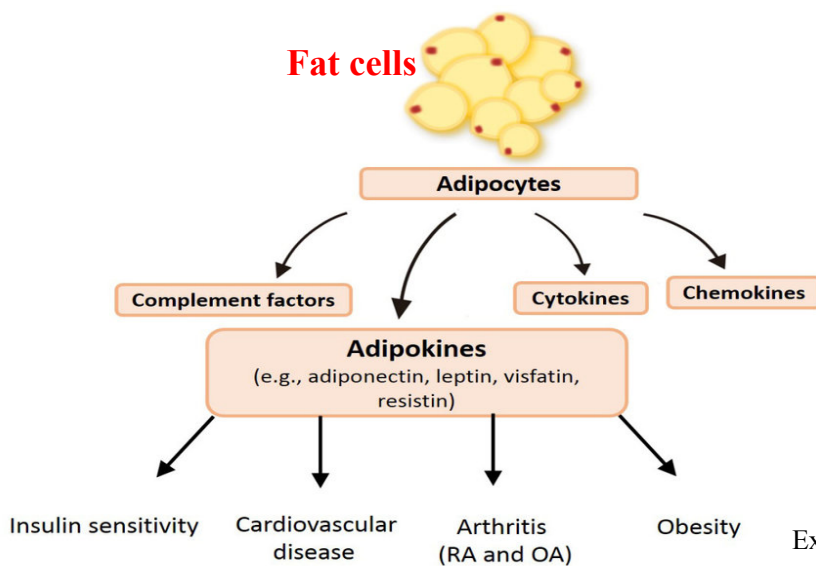 Fat cells
Adipocytes
Complement factors
Cytokines
Chemokines
Adipokines
(e.g., adiponectin, leptin, visfatin,
resistin)
Insulin sensitivity
Cardiovascular
disease
Arthritis
(RA and OA)
Obesity
Ex